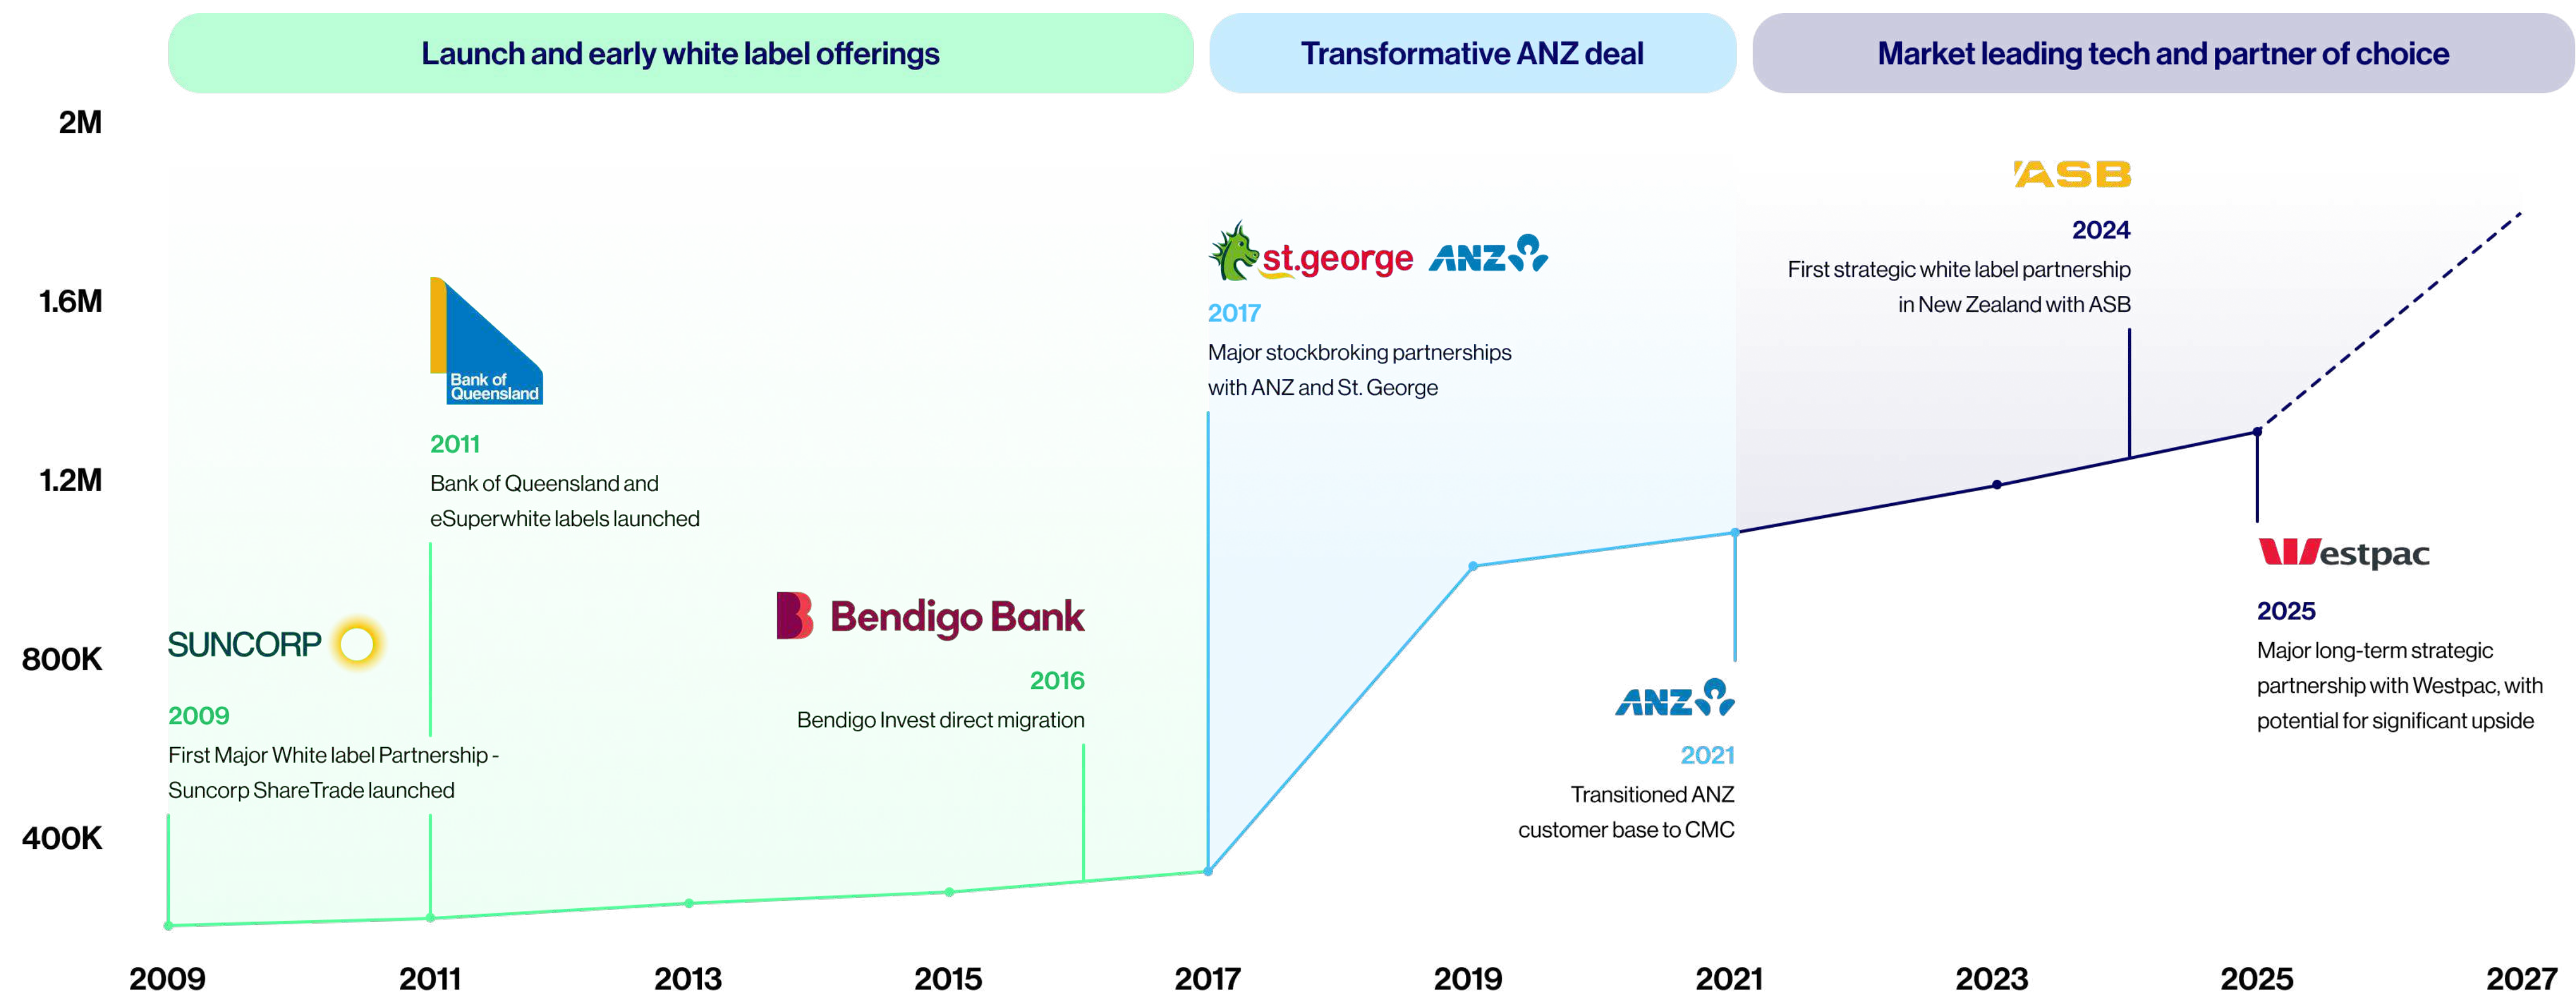 Launch and early white label offerings
Transformative ANZ deal
Market leading tech and partner of choice
2M
1.6M
1.2M
800K
400K
SUNCORP
2009
First Major White label Partnership -
Suncorp ShareTrade launched
Bank of
Queensland
2011
Bank of Queensland and
eSuperwhite labels launched
Bendigo Bank
2016
Bendigo Invest direct migration
st.george
ANZ
2017
Major stockbroking partnerships
with ANZ and St. George
ANZ
2021
Transitioned ANZ
customer base to CMC
ASB
2024
First strategic white label partnership
in New Zealand with ASB
Westpac
2025
Major long-term strategic
partnership with Westpac, with
potential for significant upside
2009
2011
2013
2015
2017
2019
2021
2023
2025
2027